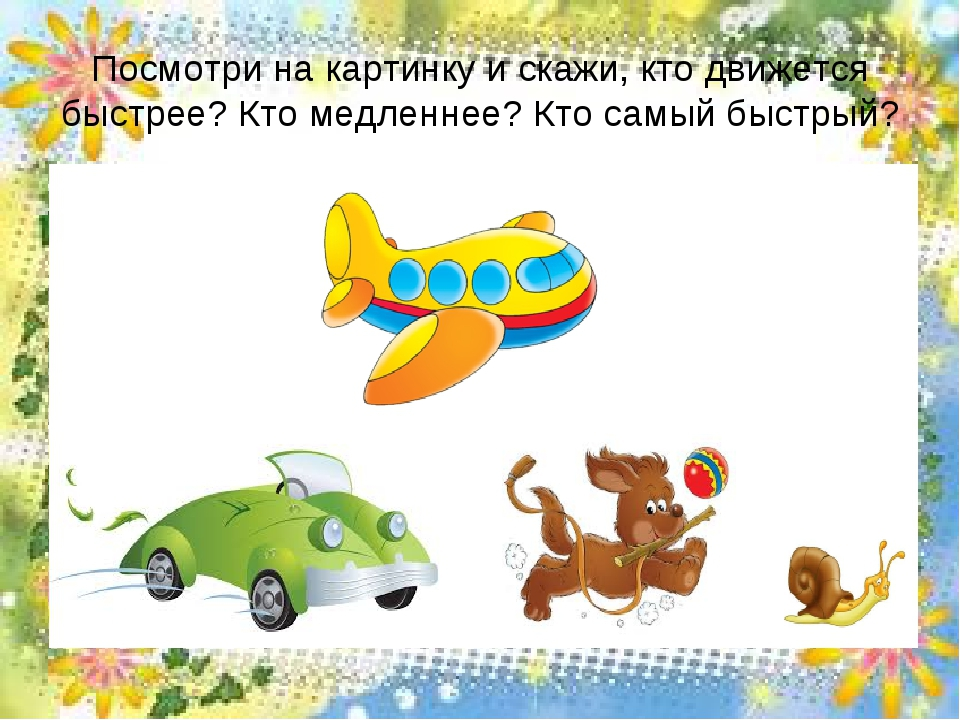 Посмотри на картинку и скажи, кто движется
быстрее? Кто медленнее? Кто самый быстрый?